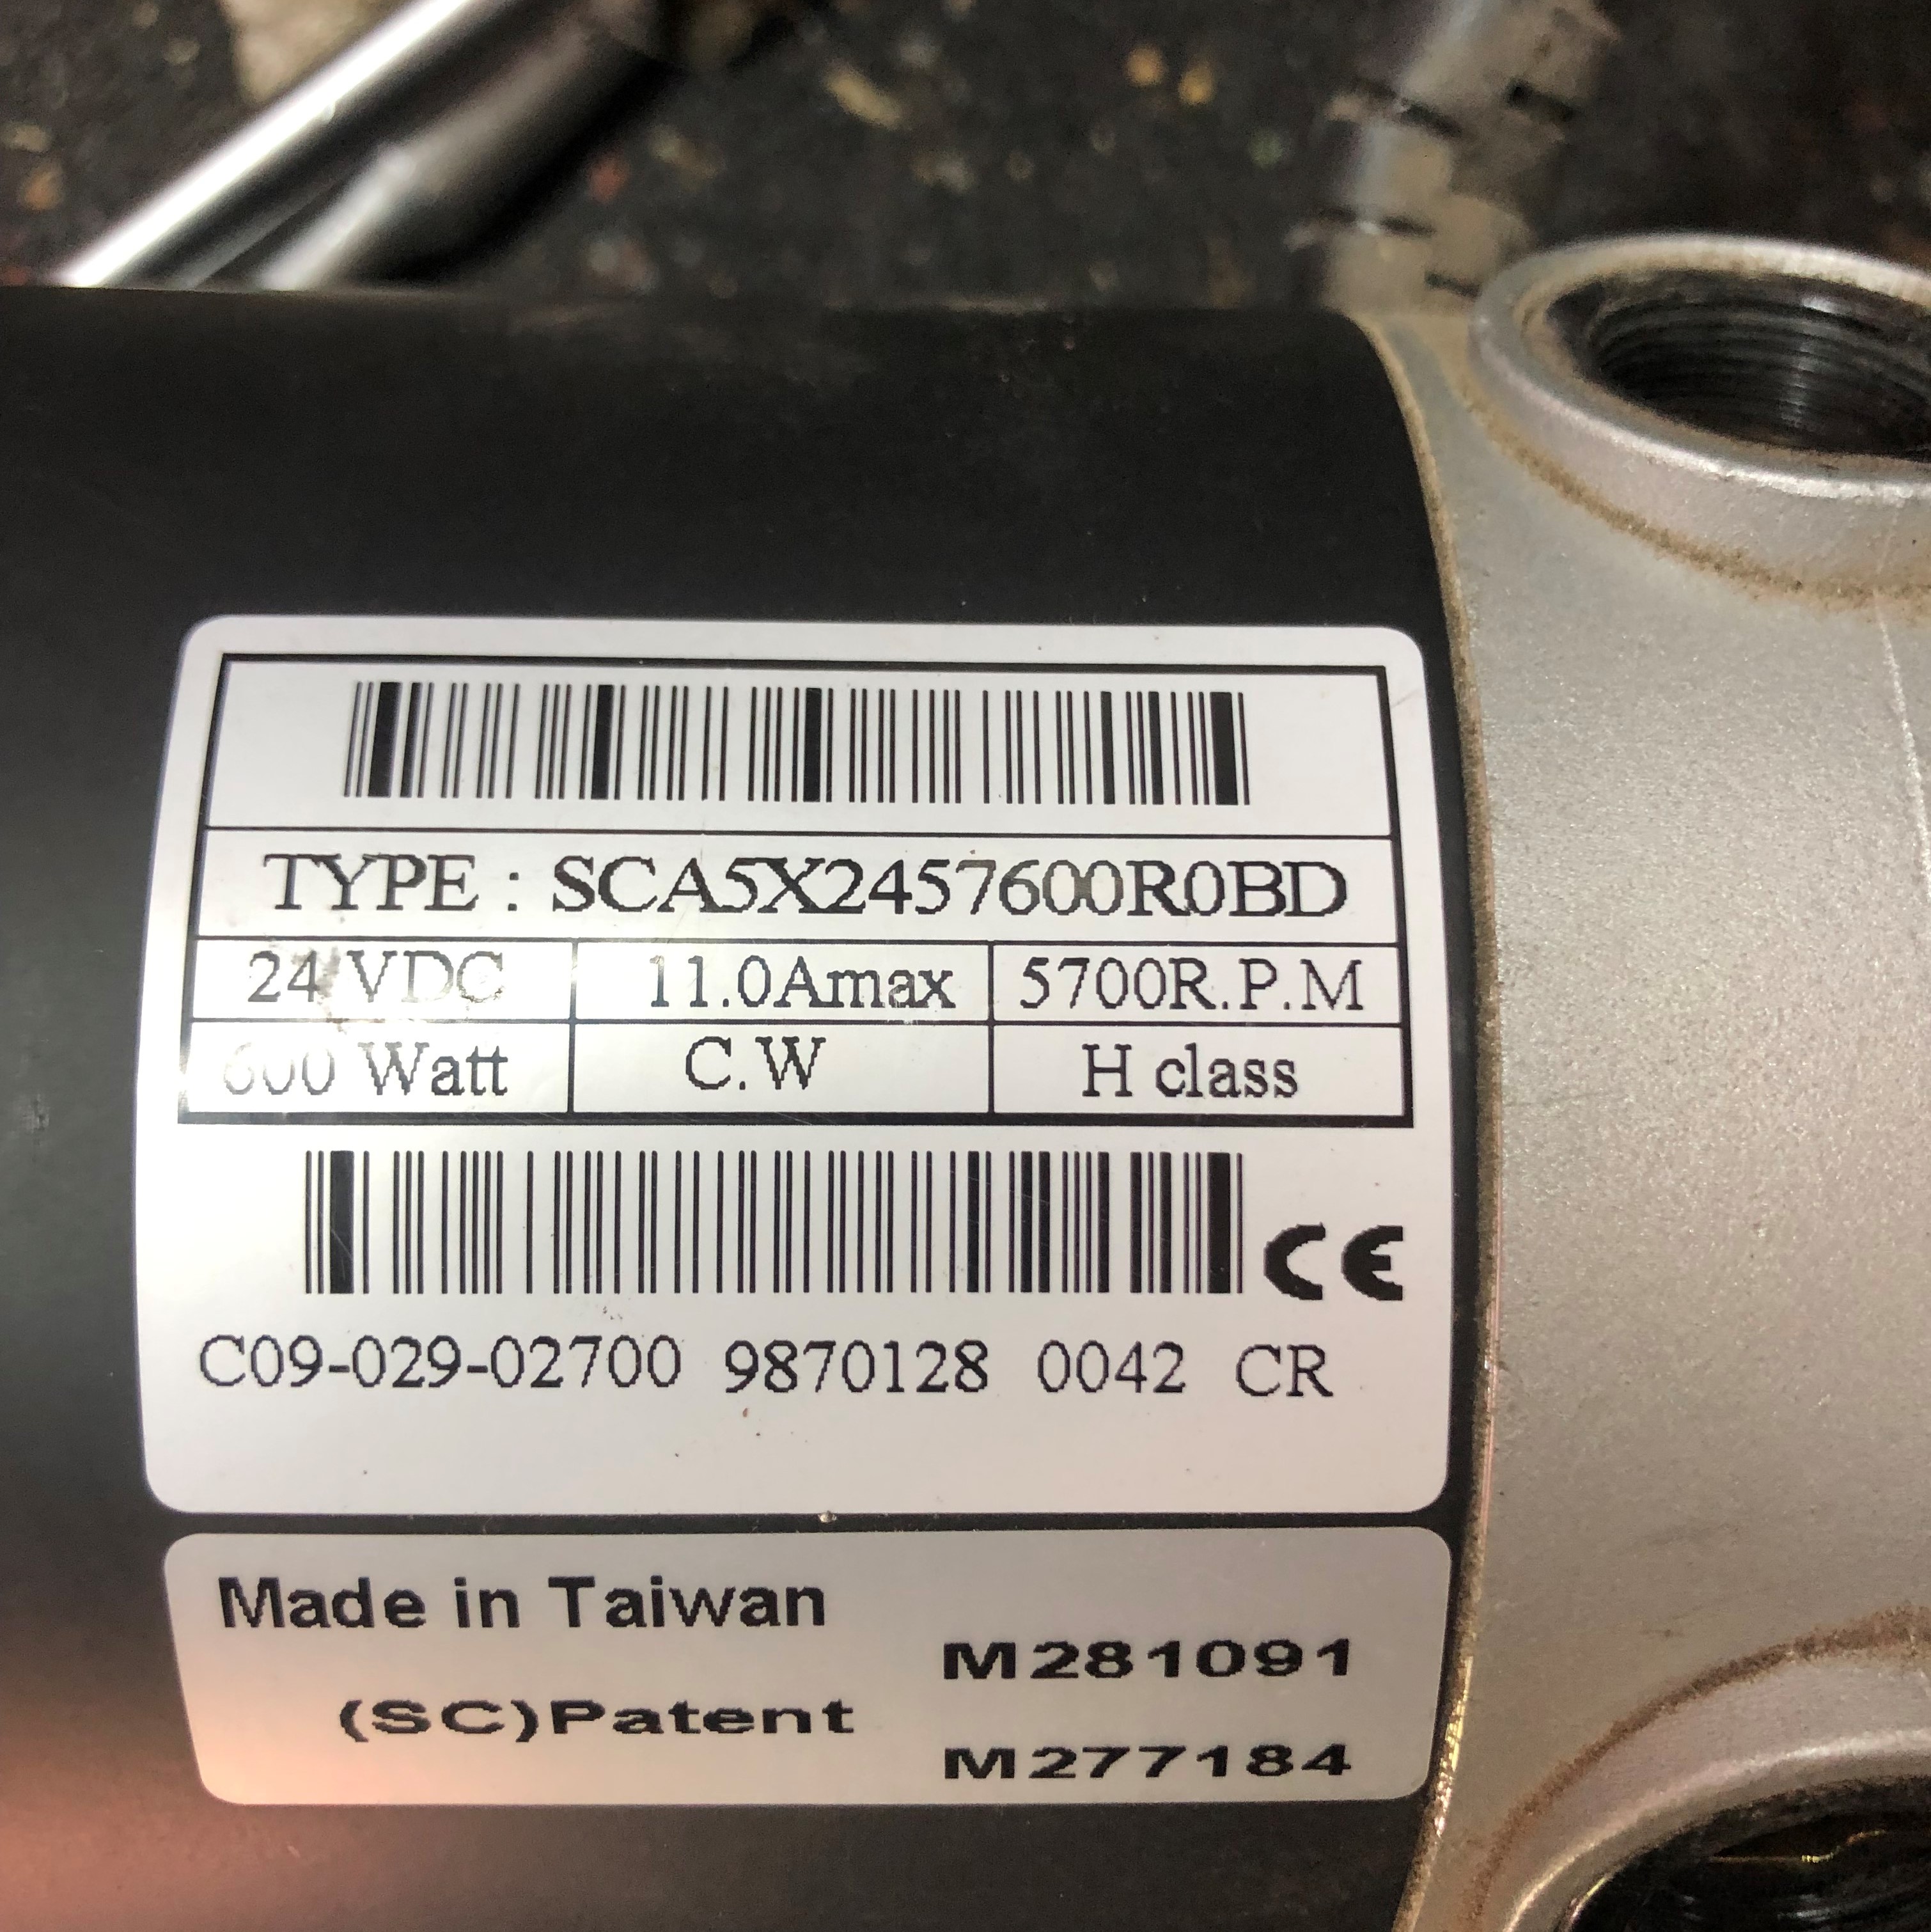 TYPE : SCA5X2457600R0BD
24 VDC 11.0Amax 5700R.P.M
600 Watt C.W H class
CE
C09-029-02700 9870128 0042 CR
Made in Taiwan
M281091
(SC)Patent
M277184